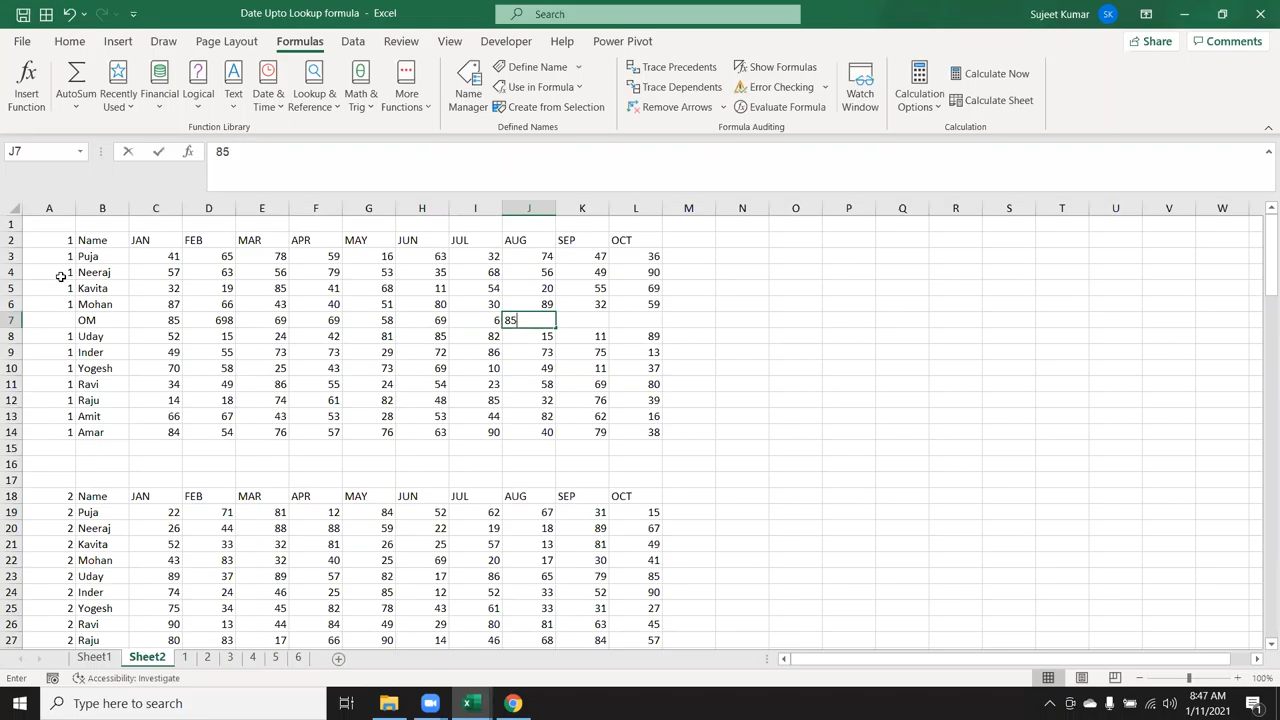 Date Upto Lookup formula - Excel
Search
Sujeet Kumar SK
File Home Insert Draw Page Layout Formulas Data Review View Developer Help Power Pivot Share Comments
Insert Function
AutoSum
Recently Used
Financial
Logical
Text
Date & Time
Lookup & Reference
Math & Trig
More Functions
Function Library
Name Manager
Define Name
Use in Formula
Create from Selection
Defined Names
Trace Precedents
Trace Dependents
Remove Arrows
Show Formulas
Error Checking
Evaluate Formula
Formula Auditing
Watch Window
Calculation Options
Calculate Now
Calculate Sheet
Calculation
J7 fx 85
A B C D E F G H I J K L M N O P Q R S T U V W
1
2 1 Name JAN FEB MAR APR MAY JUN JUL AUG SEP OCT
3 1 Puja 41 65 78 59 16 63 32 74 47 36
4 1 Neeraj 57 63 56 79 53 35 68 56 49 90
5 1 Kavita 32 19 85 41 68 11 54 20 55 69
6 1 Mohan 87 66 43 40 51 80 30 89 32 59
7 OM 85 698 69 69 58 69 6 85
8 1 Uday 52 15 24 42 81 85 82 15 11 89
9 1 Inder 49 55 73 73 29 72 86 73 75 13
10 1 Yogesh 70 58 25 43 73 69 10 49 11 37
11 1 Ravi 34 49 86 55 24 54 23 58 69 80
12 1 Raju 14 18 74 61 82 48 85 32 76 39
13 1 Amit 66 67 43 53 28 53 44 82 62 16
14 1 Amar 84 54 76 57 76 63 90 40 79 38
15
16
17
18 2 Name JAN FEB MAR APR MAY JUN JUL AUG SEP OCT
19 2 Puja 22 71 81 12 84 52 62 67 31 15
20 2 Neeraj 26 44 88 88 59 22 19 18 89 67
21 2 Kavita 52 33 32 81 26 25 57 13 81 49
22 2 Mohan 43 83 32 40 25 69 20 17 30 41
23 2 Uday 89 37 89 57 82 17 86 65 79 85
24 2 Inder 74 24 46 25 85 12 52 33 52 90
25 2 Yogesh 75 34 45 82 78 43 61 33 31 27
26 2 Ravi 90 13 44 84 49 29 80 81 63 45
27 2 Raju 80 83 17 66 90 14 46 68 84 57
Sheet1 Sheet2 1 2 3 4 5 6
Enter Accessibility: Investigate 100%
Type here to search
8:47 AM
1/11/2021